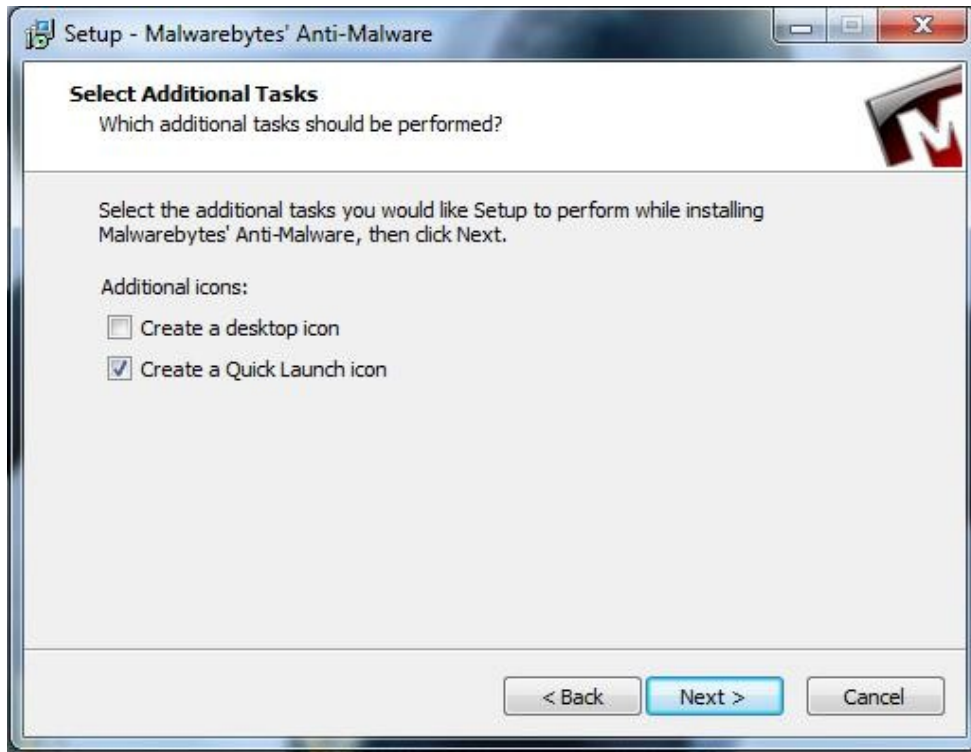 Setup - Malwarebytes' Anti-Malware
Select Additional Tasks
Which additional tasks should be performed?
M
Select the additional tasks you would like Setup to perform while installing
Malwarebytes' Anti-Malware, then click Next.
Additional icons:
Create a desktop icon
Create a Quick Launch icon
< Back Next > Cancel